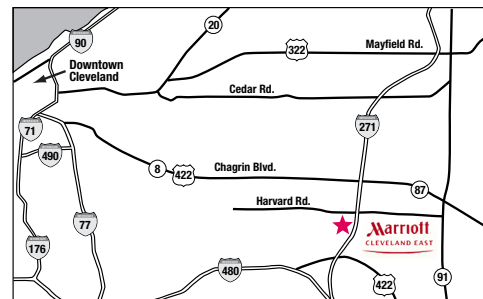 90
20
322
Mayfield Rd.
Downtown
Cleveland
Cedar Rd.
71
271
490
8
422
Chagrin Blvd.
87
Harvard Rd.
77
Marriott
CLEVELAND EAST
176
480
422
91